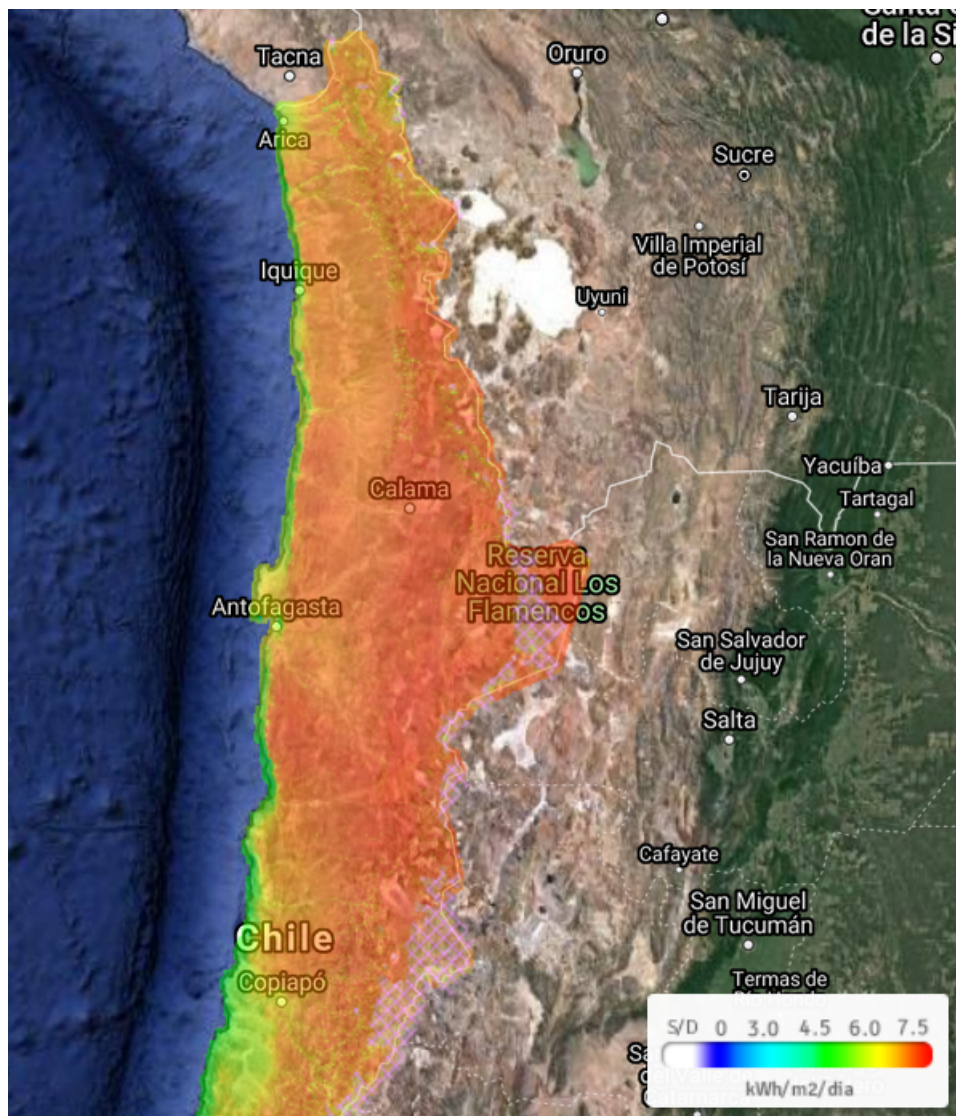 de la Si
Tacna
Oruro
Arica
Sucre
Iquique
Villa Imperial
de Potosí
Uyuni
Tarija
Calama
Yacuíba
Tartagal
San Ramon de
la Nueva Oran
Reserva
Nacional Los
Flamencos
Antofagasta
San Salvador
de Jujuy
Salta
Cafayate
San Miguel
de Tucumán
Chile
Copiapó
Termas de
S/D 0 3.0 4.5 6.0 7.5
kWh/m2/dia